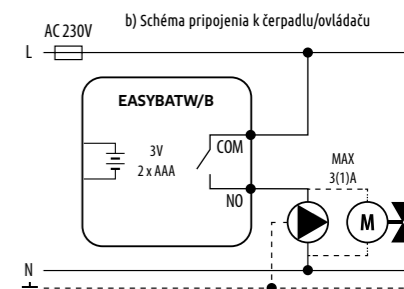 b) Schéma pripojenia k čerpadlu/ovládaču
AC 230V
L
EASYBATW/B
3V
2 x AAA
COM
NO
MAX
3(1)A
M
N